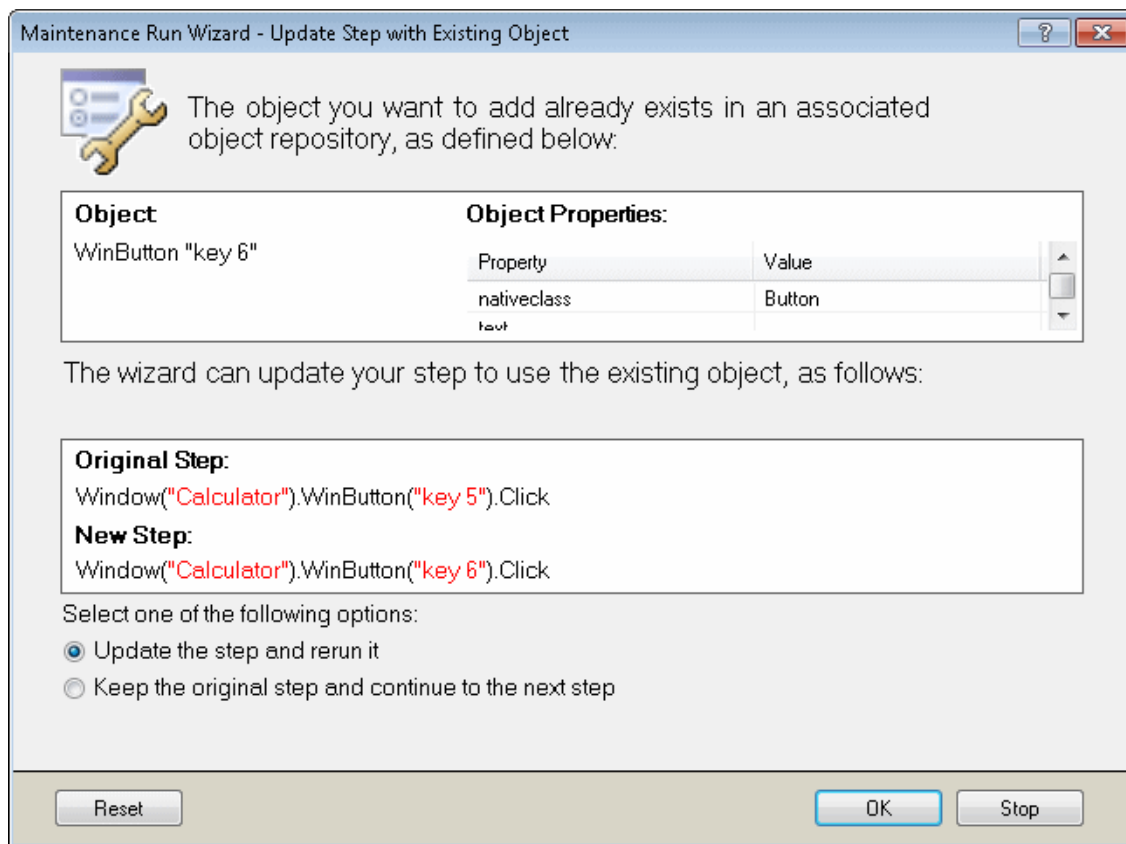 Maintenance Run Wizard - Update Step with Existing Object
The object you want to add already exists in an associated
object repository, as defined below:
Object
Object Properties:
WinButton "key 6"
Property Value
nativeclass Button
text
The wizard can update your step to use the existing object, as follows:
Original Step:
Window("Calculator").WinButton("key 5").Click
New Step:
Window("Calculator").WinButton("key 6").Click
Select one of the following options:
Update the step and rerun it
Keep the original step and continue to the next step
Reset
OK
Stop